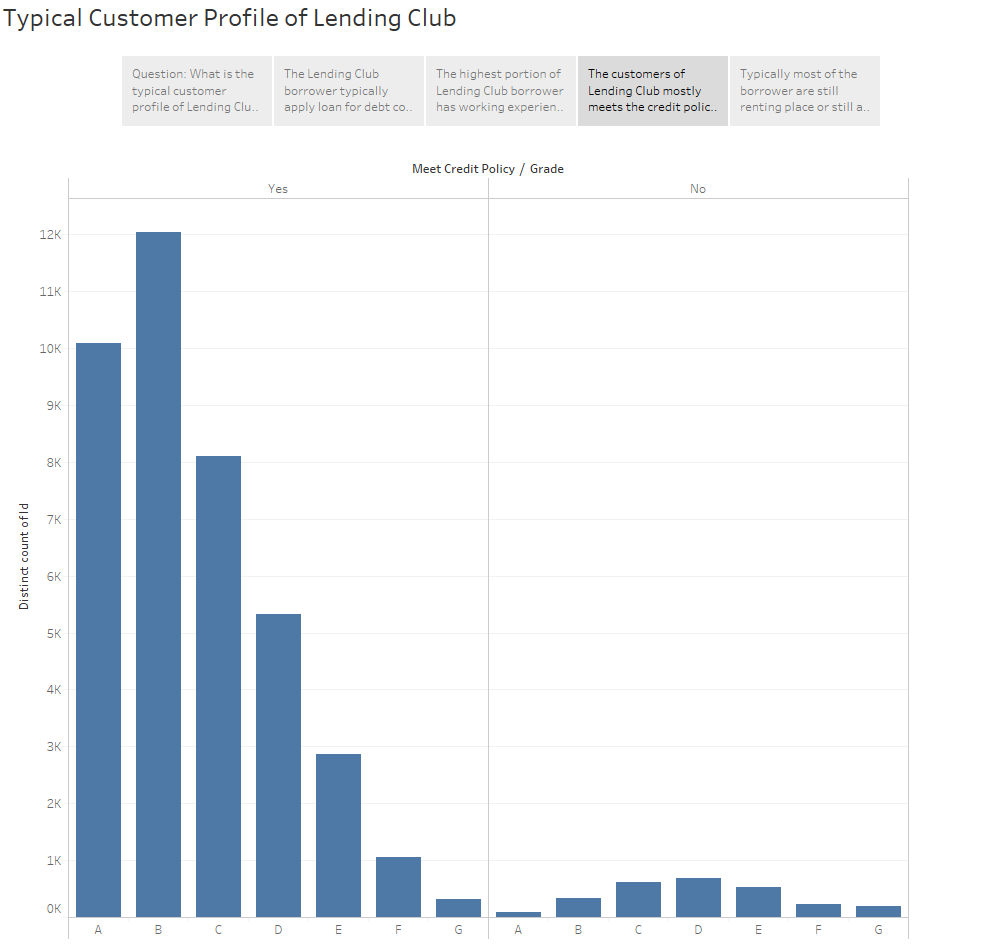 Typical Customer Profile of Lending Club
Question: What is the
typical customer
profile of Lending Clu..
The Lending Club
borrower typically
apply loan for debt co..
The highest portion of
Lending Club borrower
has working experien..
The customers of
Lending Club mostly
meets the credit polic..
Typically most of the
borrower are still
renting place or still a..
Meet Credit Policy / Grade
Yes
No
12K
11K
10K
9K
8K
7K
6K
5K
4K
3K
2K
1K
0K
Distinct count of Id
A B C D E F G A B C D E F G